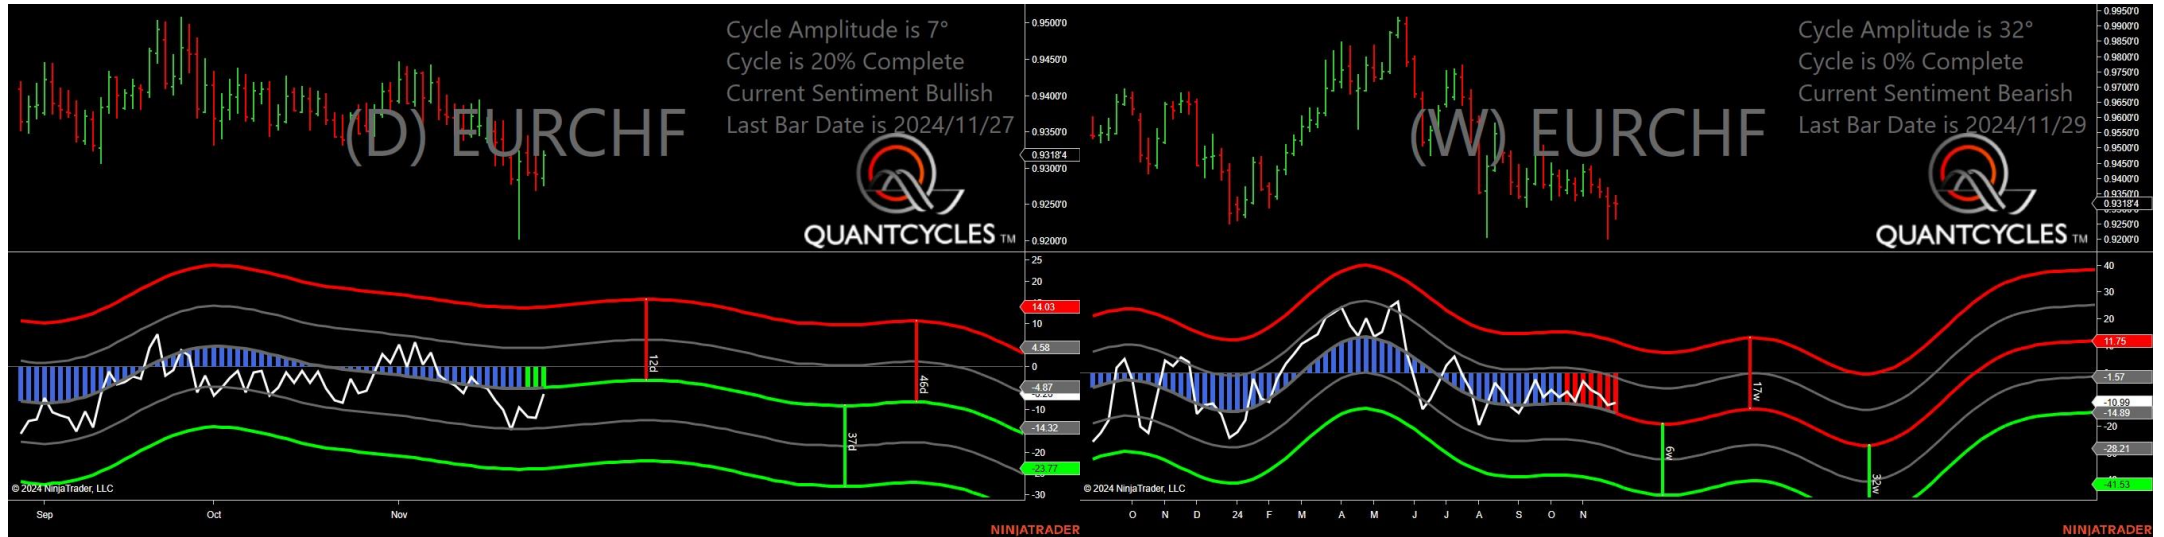 Cycle Amplitude is 7°
Cycle is 20% Complete
Current Sentiment Bullish
Last Bar Date is 2024/11/27
(D) EURCHF
QUANTCYCLES TM
0.9500'0
0.9450'0
0.9400'0
0.9350'0
0.9318'4
0.9300'0
0.9250'0
0.9200'0
25
20
14.03
10
4.58
0
-4.87
-10
-14.32
-20
-23.77
-30
12d
37d
46d
© 2024 NinjaTrader, LLC
Sep Oct Nov
NINJATRADER
Cycle Amplitude is 32°
Cycle is 0% Complete
Current Sentiment Bearish
Last Bar Date is 2024/11/29
(W) EURCHF
QUANTCYCLES TM
0.9950'0
0.9900'0
0.9850'0
0.9800'0
0.9750'0
0.9700'0
0.9650'0
0.9600'0
0.9550'0
0.9500'0
0.9450'0
0.9400'0
0.9350'0
0.9318'4
0.9250'0
0.9200'0
40
30
20
11.75
-1.57
-10.99
-14.89
-20
-28.21
-41.53
6w
17w
32w
© 2024 NinjaTrader, LLC
O N D 24 F M A M J J A S O N
NINJATRADER